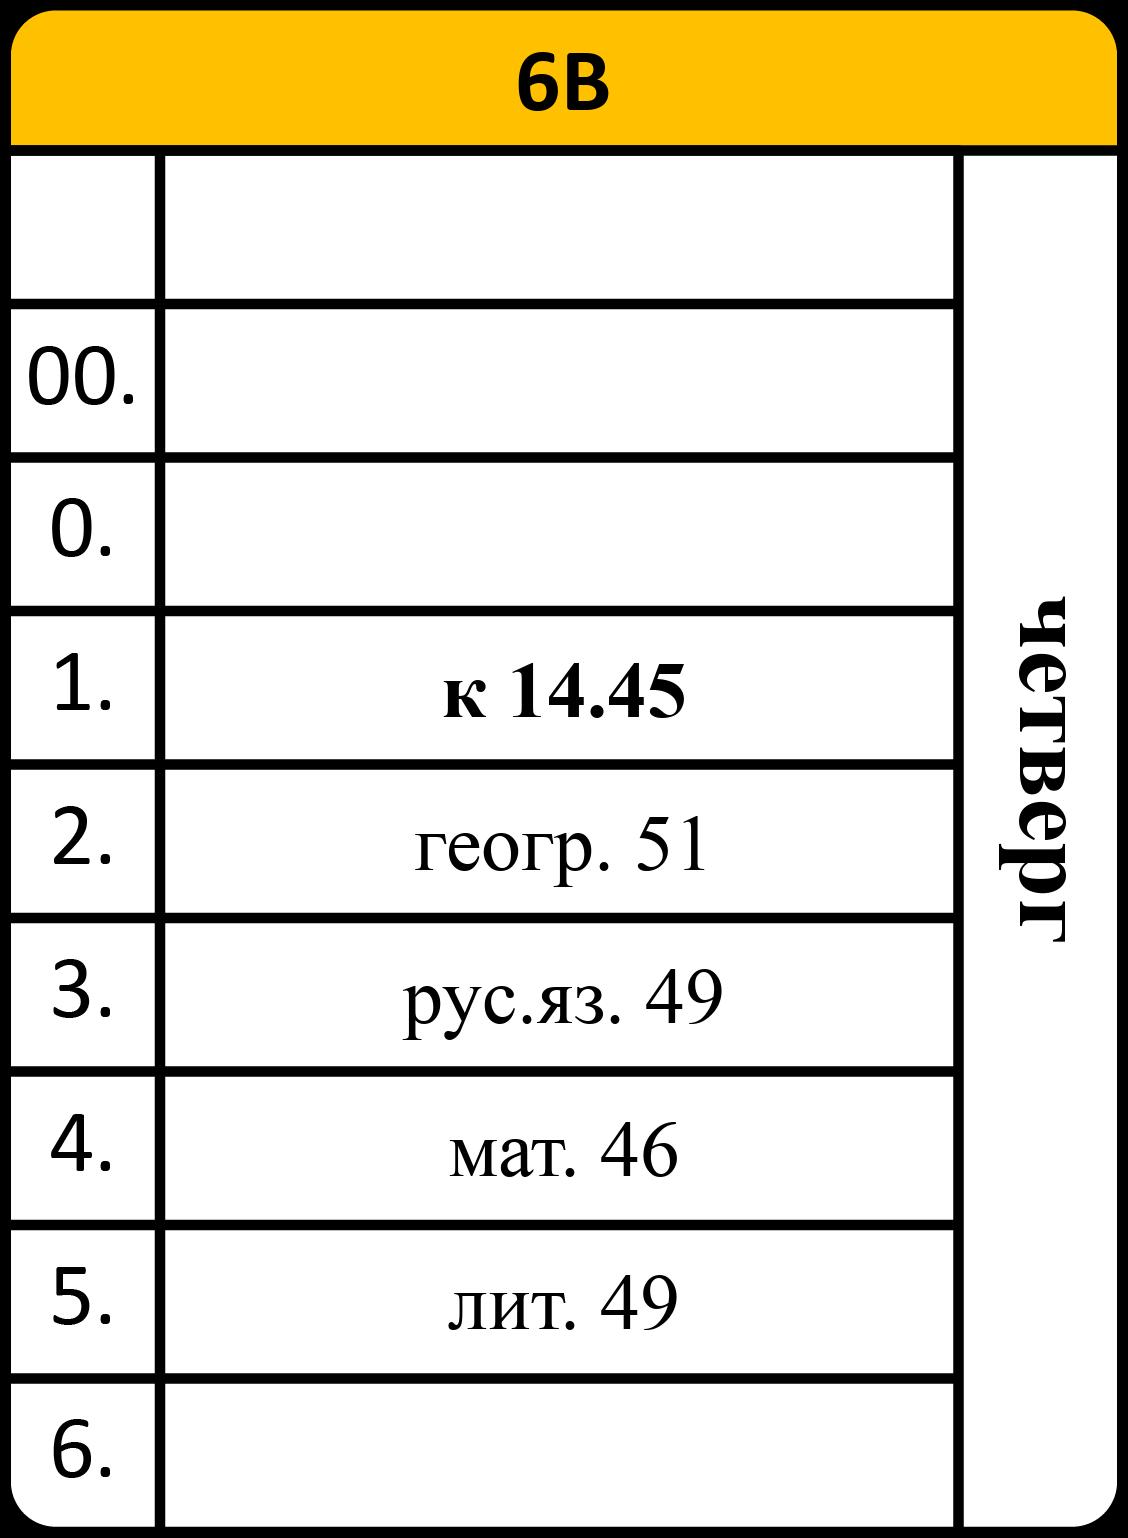 6В
00.
0.
1. к 14.45
2. геогр. 51
3. рус.яз. 49
4. мат. 46
5. лит. 49
6.
четверг